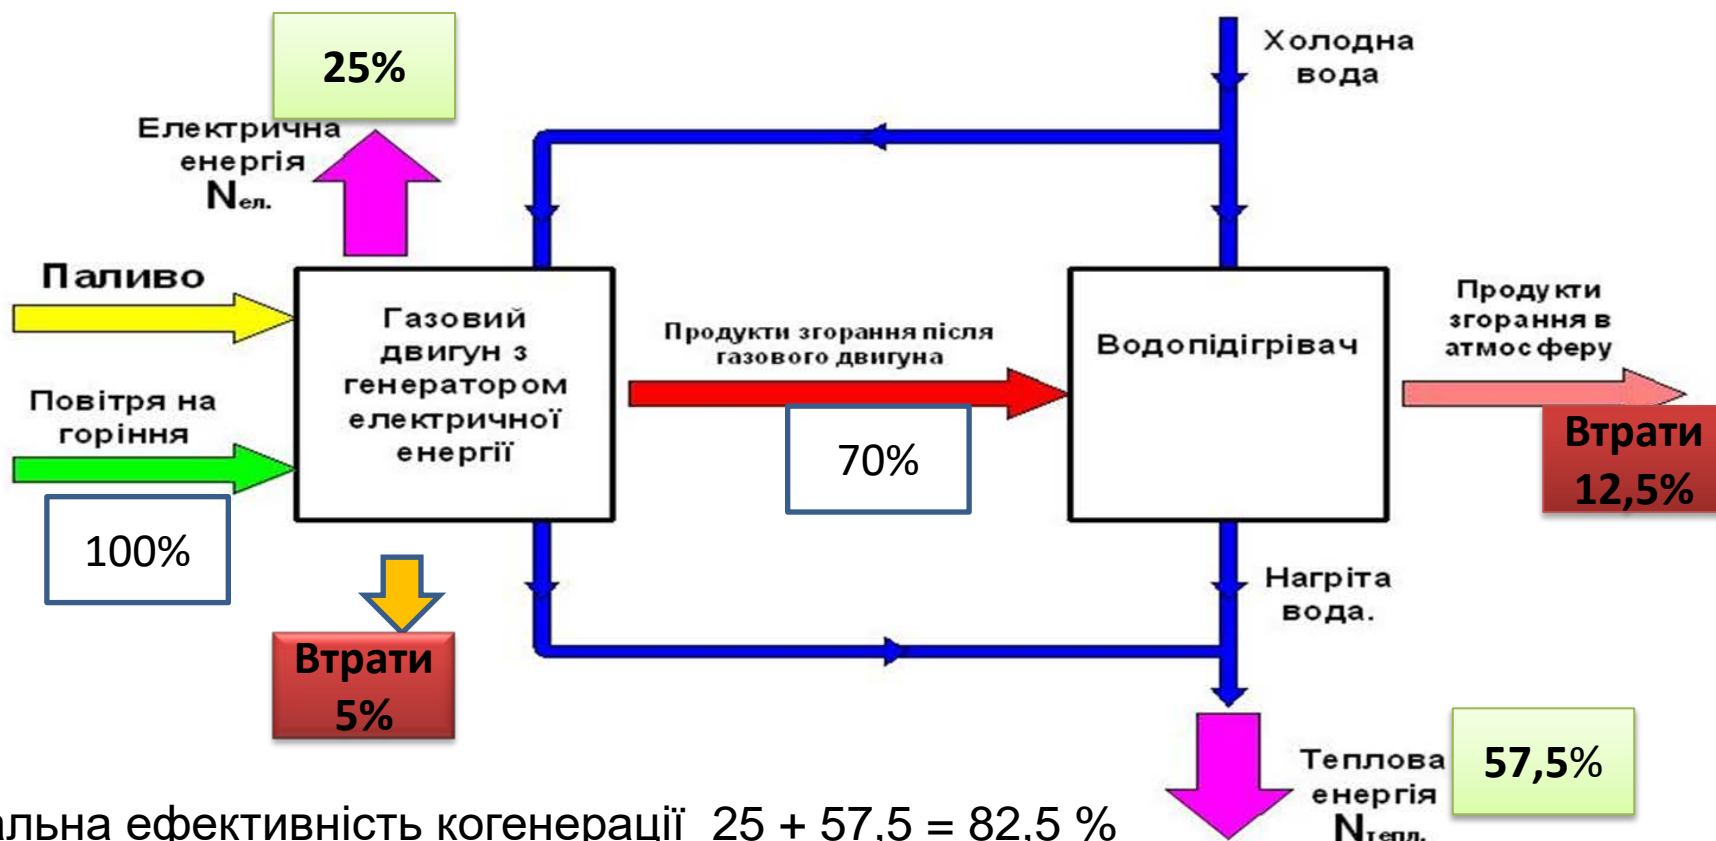 25%
Електрична
енергія
Nел.
Холодна
вода
Паливо
Повітря на
горіння
100%
Газовий
двигун з
генератором
електричної
енергії
Продукти згорання після
газового двигуна
70%
Водопідігрівач
Продукти
згорання в
атмосферу
Втрати
12,5%
Втрати
5%
Нагріта
вода.
Теплова
енергія
Nтепл.
57,5%
ефективність когенерації 25 + 57,5 = 82,5 %